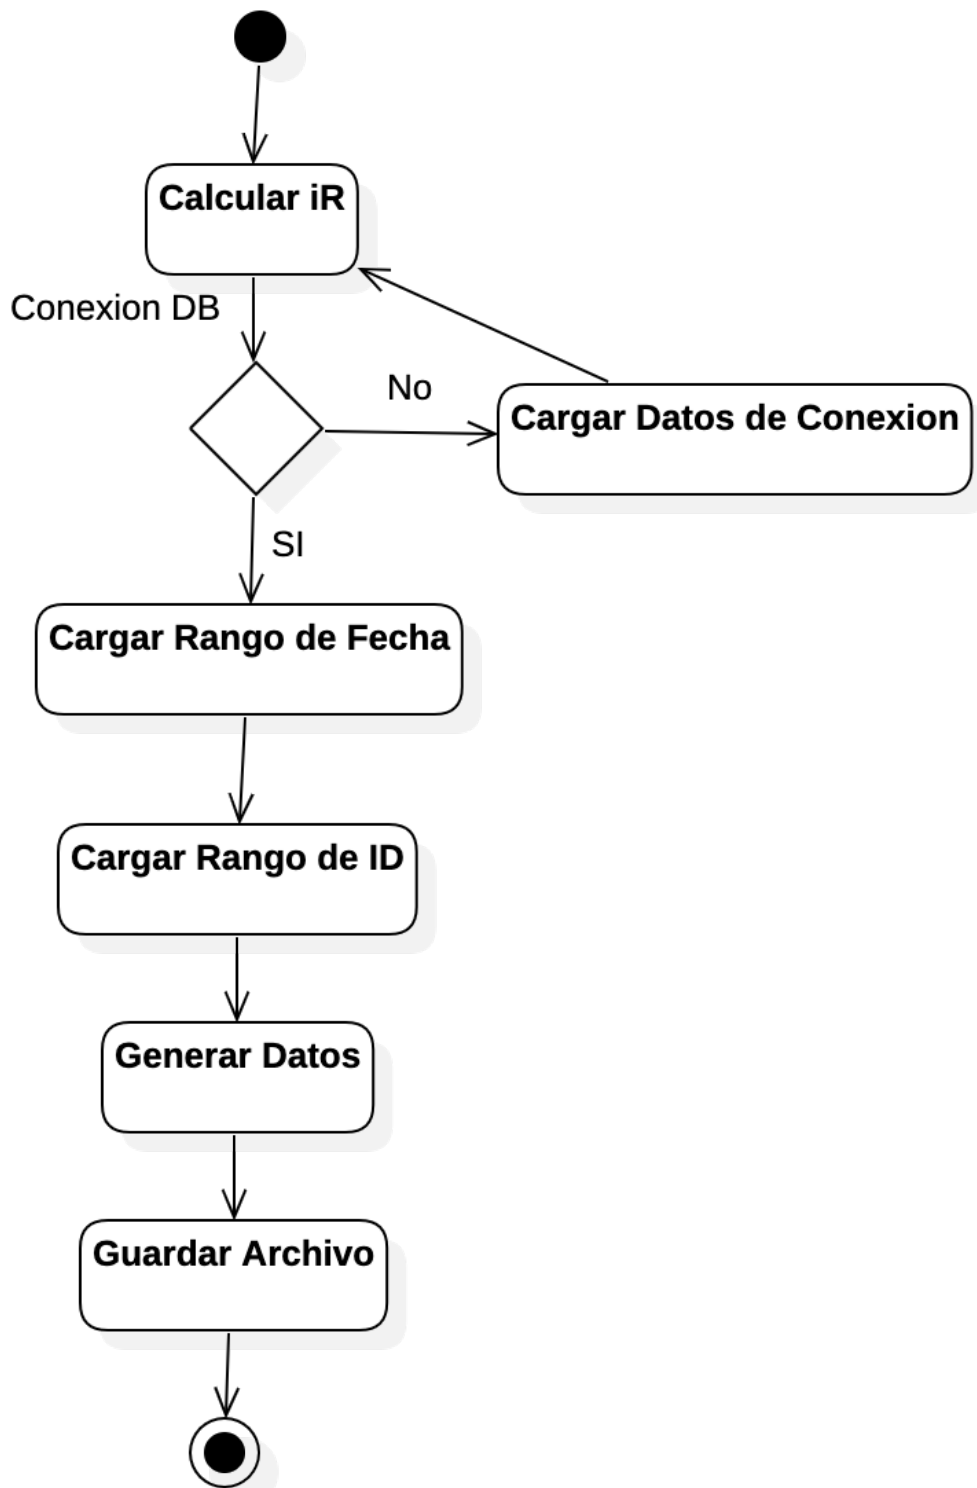 Calcular iR
Conexion DB
No
Cargar Datos de Conexion
SI
Cargar Rango de Fecha
Cargar Rango de ID
Generar Datos
Guardar Archivo